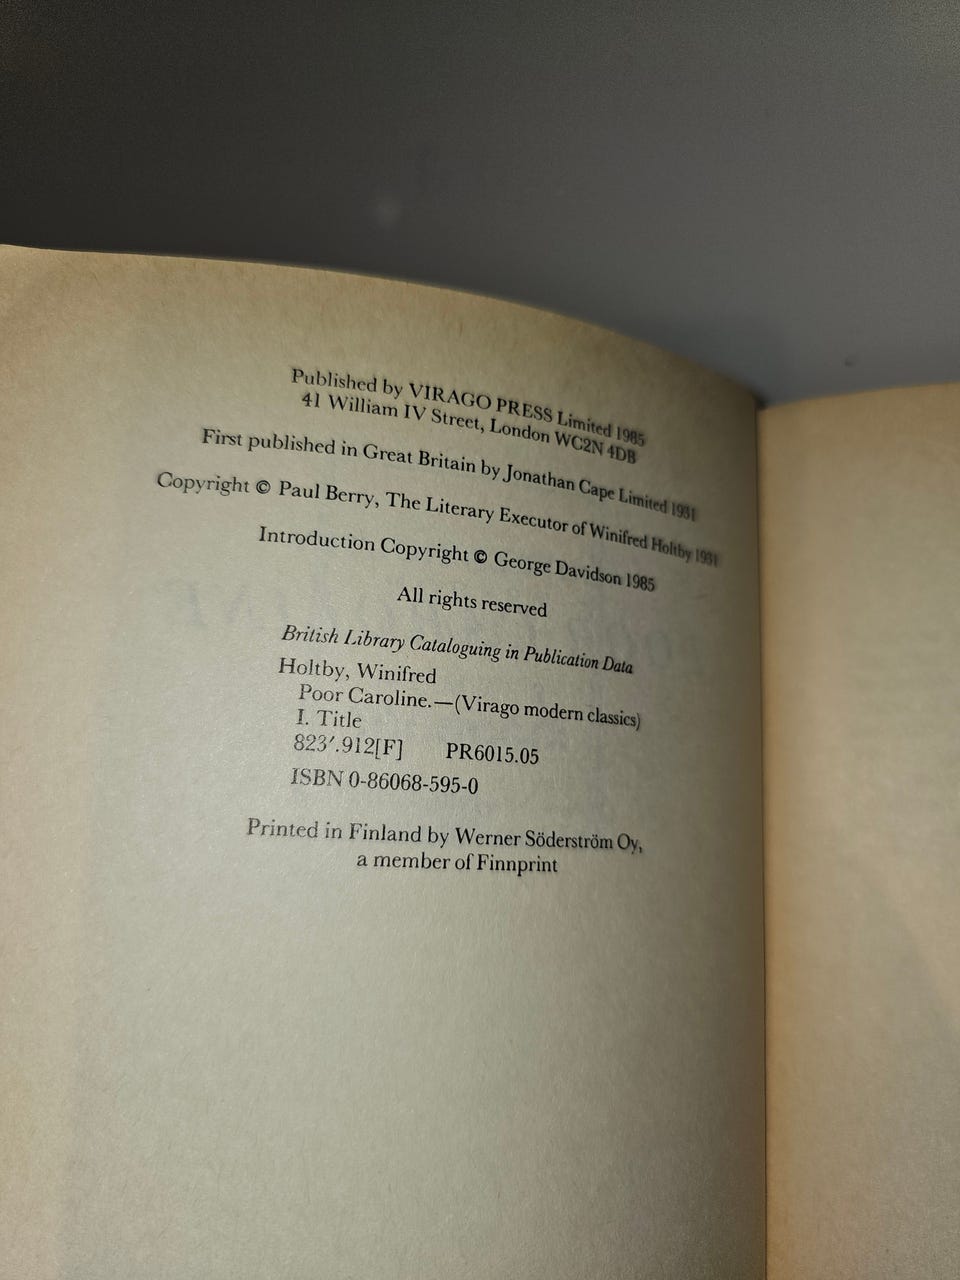 Published by VIRAGO PRESS Limited 1985
41 William IV Street, London WC2N 4DB
First published in Great Britain by Jonathan Cape Limited 1931
Copyright © Paul Berry, The Literary Executor of Winifred Holtby 1931
Introduction Copyright © George Davidson 1985
All rights reserved
British Library Cataloguing in Publication Data
Holtby, Winifred
Poor Caroline.—(Virago modern classics)
I. Title
823′.912[F] PR6015.05
ISBN 0-86068-595-0
Printed in Finland by Werner Söderström Oy,
a member of Finnprint